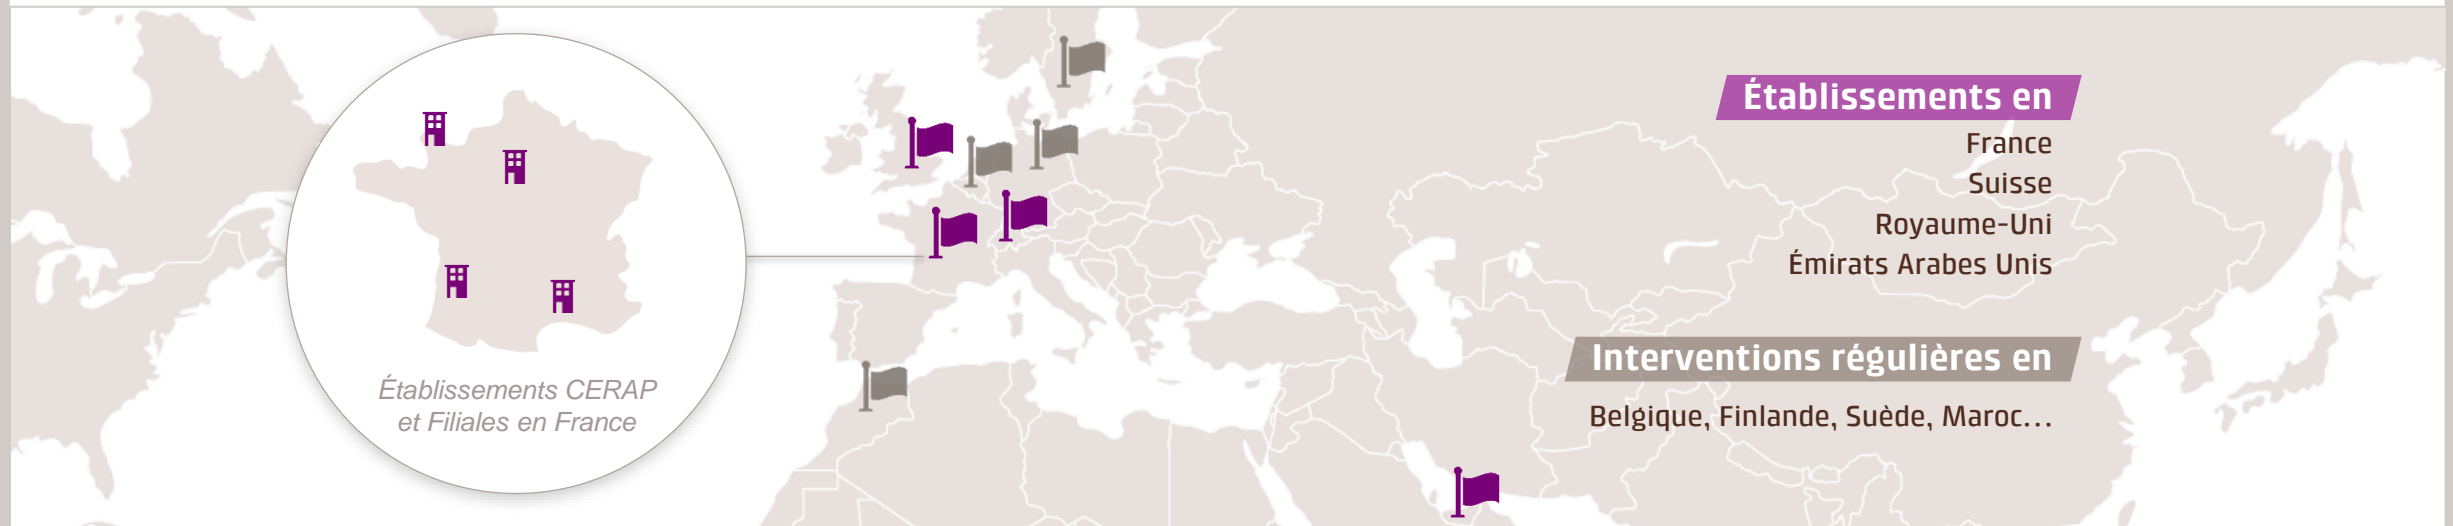 Établissements CERAP
et Filiales en France
Établissements en
France
Suisse
Royaume-Uni
Émirats Arabes Unis
Interventions régulières en
Belgique, Finlande, Suède, Maroc...